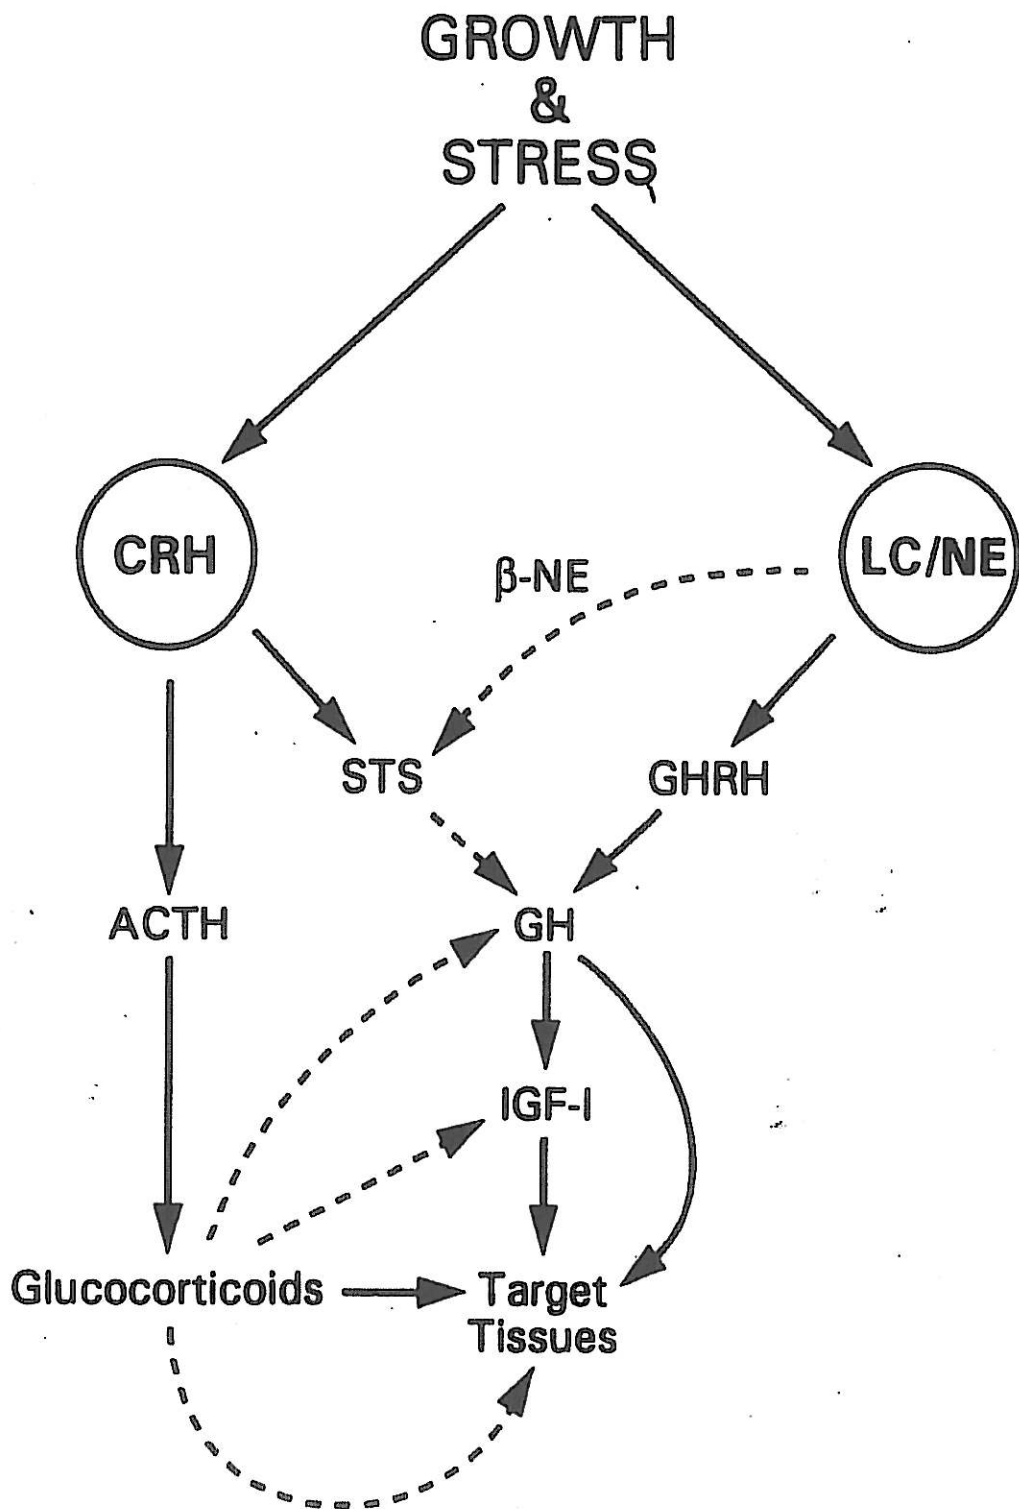 GROWTH
&
STRESS
CRH
LC/NE
β-NE
STS
GHRH
ACTH
GH
IGF-I
Glucocorticoids
Target
Tissues